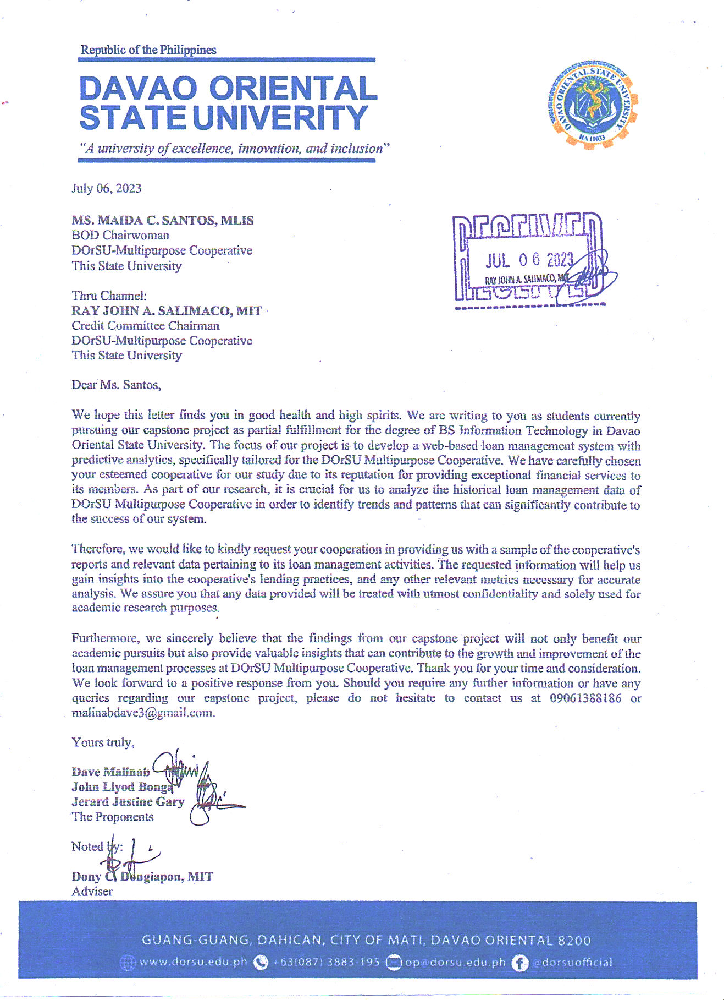 Republic of the Philippines
DAVAO ORIENTAL
STATE UNIVERITY
“A university of excellence, innovation, and inclusion”
DAVAO ORIENTAL STATE UNIVERSITY
RA 11033
July 06, 2023
MS. MAIDA C. SANTOS, MLIS
BOD Chairwoman
DOrSU-Multipurpose Cooperative
This State University
RECEIVED
JUL 06 2023
RAY JOHN A. SALIMACO, MIT
RECEIVED
Thru Channel:
RAY JOHN A. SALIMACO, MIT
Credit Committee Chairman
DOrSU-Multipurpose Cooperative
This State University
Dear Ms. Santos,
We hope this letter finds you in good health and high spirits. We are writing to you as students currently
pursuing our capstone project as partial fulfillment for the degree of BS Information Technology in Davao
Oriental State University. The focus of our project is to develop a web-based loan management system with
predictive analytics, specifically tailored for the DOrSU Multipurpose Cooperative. We have carefully chosen
your esteemed cooperative for our study due to its reputation for providing exceptional financial services to
its members. As part of our research, it is crucial for us to analyze the historical loan management data of
DOrSU Multipurpose Cooperative in order to identify trends and patterns that can significantly contribute to
the success of our system.
Therefore, we would like to kindly request your cooperation in providing us with a sample of the cooperative's
reports and relevant data pertaining to its loan management activities. The requested information will help us
gain insights into the cooperative's lending practices, and any other relevant metrics necessary for accurate
analysis. We assure you that any data provided will be treated with utmost confidentiality and solely used for
academic research purposes.
Furthermore, we sincerely believe that the findings from our capstone project will not only benefit our
academic pursuits but also provide valuable insights that can contribute to the growth and improvement of the
loan management processes at DOrSU Multipurpose Cooperative. Thank you for your time and consideration.
We look forward to a positive response from you. Should you require any further information or have any
queries regarding our capstone project, please do not hesitate to contact us at 09061388186 or
malinabdave3@gmail.com.
Yours truly,
Dave Malinab
John Llyod Bonga
Jerard Justine Gary
The Proponents
Noted by:
Dony C. Dongiapon, MIT
Adviser
GUANG-GUANG, DAHICAN, CITY OF MATI, DAVAO ORIENTAL 8200
www.dorsu.edu.ph +63(087) 3883-195 op@dorsu.edu.ph @dorsuofficial